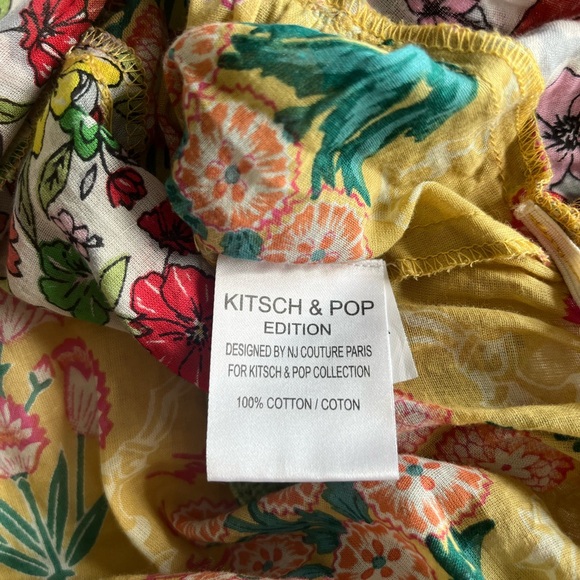 KITSCH & POP
EDITION
DESIGNED BY NJ COUTURE PARIS
FOR KITSCH & POP COLLECTION
100% COTTON / COTON